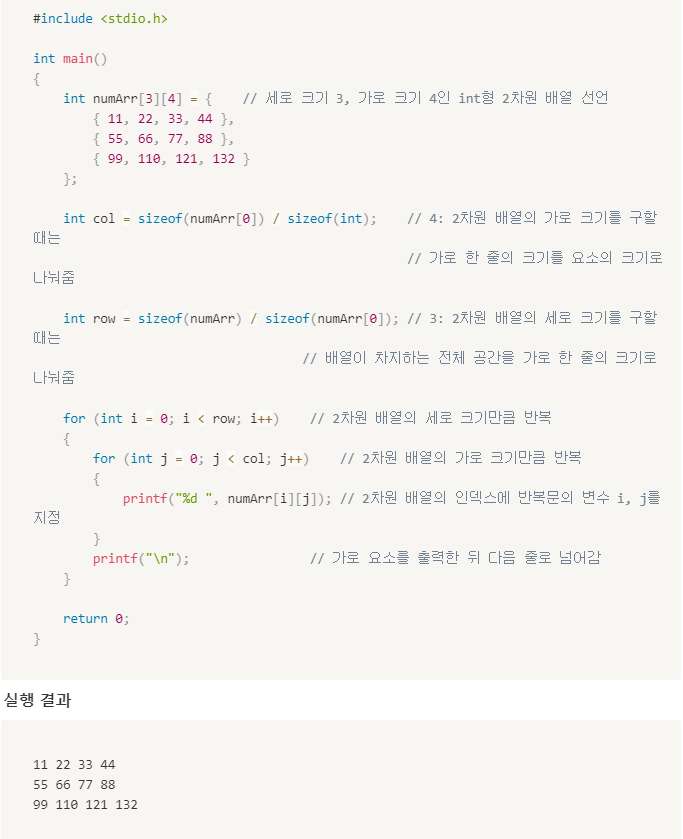 #include <stdio.h>
int main()
{
    int numArr[3][4] = {    // 세로 크기 3, 가로 크기 4인 int형 2차원 배열 선언
        { 11, 22, 33, 44 },
        { 55, 66, 77, 88 },
        { 99, 110, 121, 132 }
    };
    int col = sizeof(numArr[0]) / sizeof(int);    // 4: 2차원 배열의 가로 크기를 구할
때는
                                                  // 가로 한 줄의 크기를 요소의 크기로
나눠줌
    int row = sizeof(numArr) / sizeof(numArr[0]); // 3: 2차원 배열의 세로 크기를 구할
때는
                                    // 배열이 차지하는 전체 공간을 가로 한 줄의 크기로
나눠줌
    for (int i = 0; i < row; i++)    // 2차원 배열의 세로 크기만큼 반복
    {
        for (int j = 0; j < col; j++)    // 2차원 배열의 가로 크기만큼 반복
        {
            printf("%d ", numArr[i][j]); // 2차원 배열의 인덱스에 반복문의 변수 i, j를
지정
        }
        printf("\n");                // 가로 요소를 출력한 뒤 다음 줄로 넘어감
    }
    return 0;
}
실행 결과
11 22 33 44
55 66 77 88
99 110 121 132